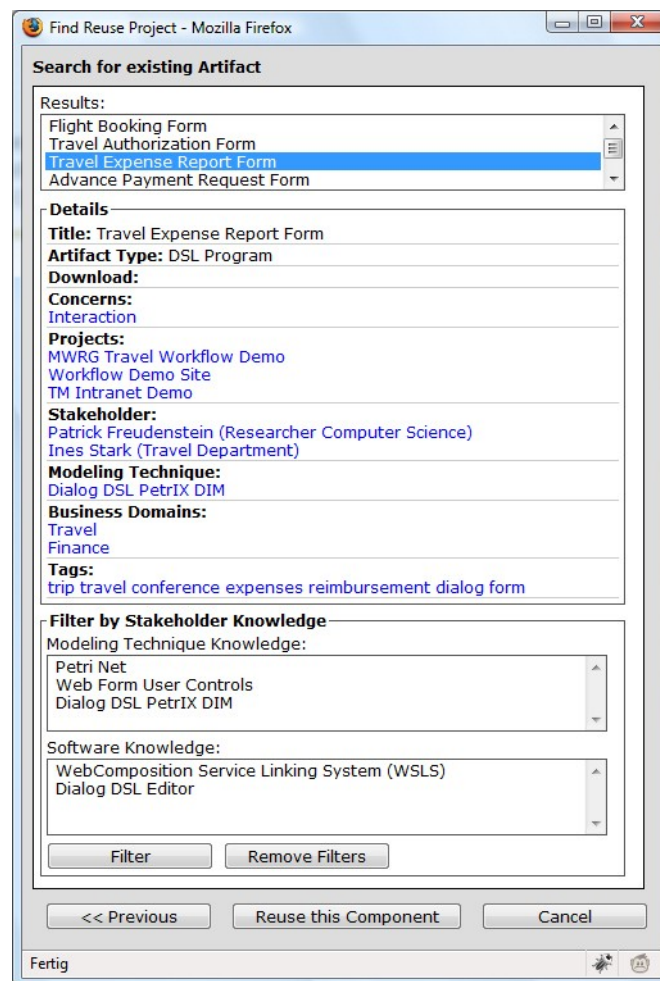 Find Reuse Project - Mozilla Firefox
Search for existing Artifact
Results:
Flight Booking Form
Travel Authorization Form
Travel Expense Report Form
Advance Payment Request Form
Details
Title: Travel Expense Report Form
Artifact Type: DSL Program
Download:
Concerns:
Interaction
Projects:
MWRG Travel Workflow Demo
Workflow Demo Site
TM Intranet Demo
Stakeholder:
Patrick Freudenstein (Researcher Computer Science)
Ines Stark (Travel Department)
Modeling Technique:
Dialog DSL PetrIX DIM
Business Domains:
Travel
Finance
Tags:
trip travel conference expenses reimbursement dialog form
Filter by Stakeholder Knowledge
Modeling Technique Knowledge:
Petri Net
Web Form User Controls
Dialog DSL PetrIX DIM
Software Knowledge:
WebComposition Service Linking System (WSLS)
Dialog DSL Editor
Filter Remove Filters
<< Previous Reuse this Component Cancel
Fertig